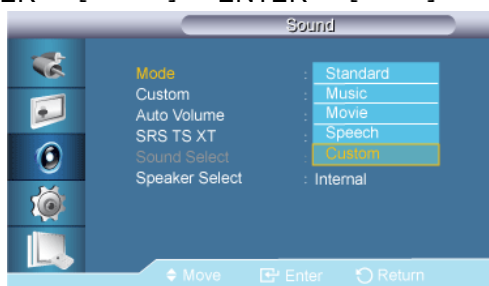 Sound
Mode : Standard
Custom : Music
Auto Volume : Movie
SRS TS XT : Speech
Sound Select : Custom
Speaker Select : Internal
Move Enter Return